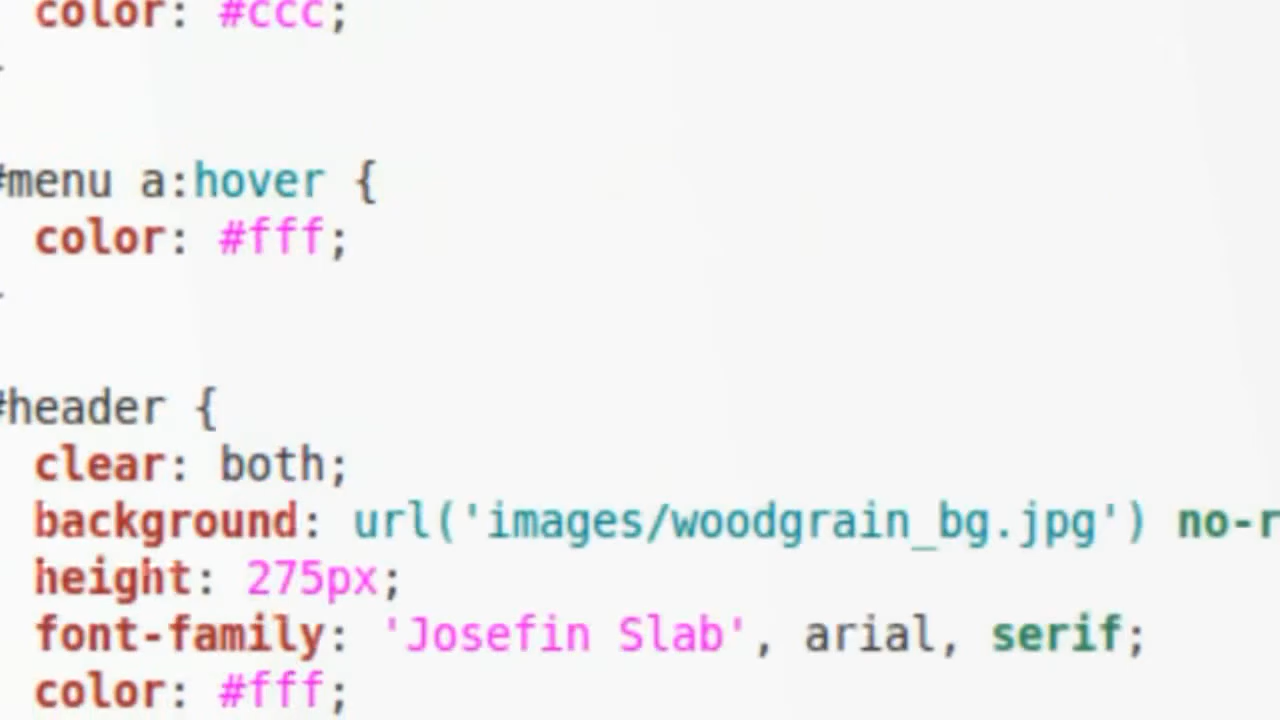 color: #ccc;
#menu a:hover {
color: #fff;
#header {
clear: both;
background: url('images/woodgrain_bg.jpg') no-r
height: 275px;
font-family: 'Josefin Slab', arial, serif;
color: #fff;